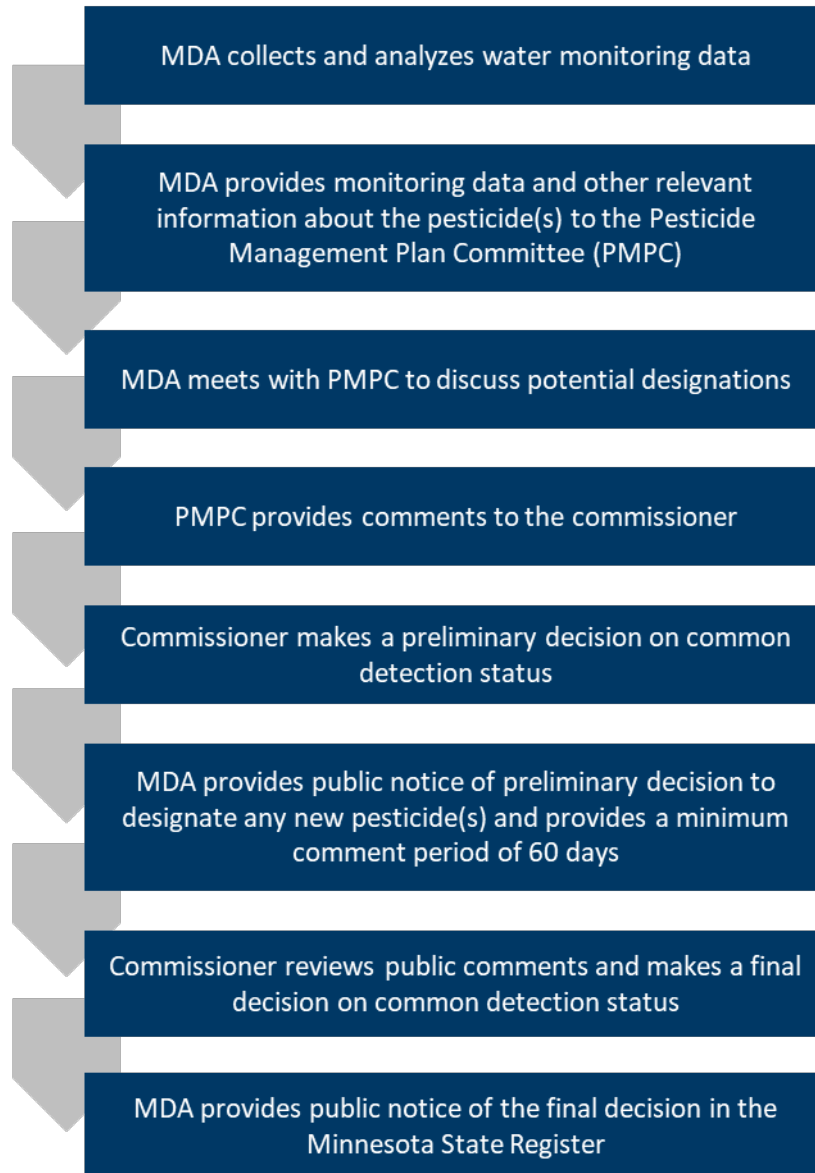 MDA collects and analyzes water monitoring data
MDA provides monitoring data and other relevant
information about the pesticide(s) to the Pesticide
Management Plan Committee (PMPC)
MDA meets with PMPC to discuss potential designations
PMPC provides comments to the commissioner
Commissioner makes a preliminary decision on common
detection status
MDA provides public notice of preliminary decision to
designate any new pesticide(s) and provides a minimum
comment period of 60 days
Commissioner reviews public comments and makes a final
decision on common detection status
MDA provides public notice of the final decision in the
Minnesota State Register